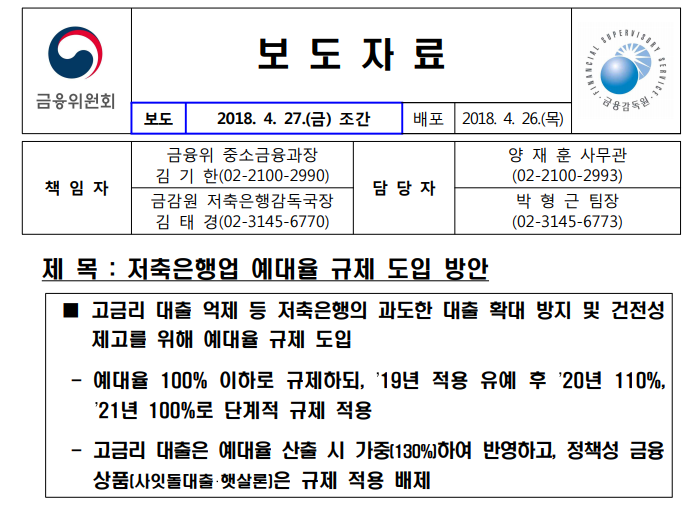 보 도 자 료
금융위원회
보도 2018. 4. 27.(금) 조간 배포 2018. 4. 26.(목)
FINANCIAL SUPERVISORY SERVICE
금융감독원
책 임 자
금융위 중소금융과장
김 기 한(02-2100-2990)
금감원 저축은행감독국장
김 태 경(02-3145-6770)
담 당 자
양 재 훈 사무관
(02-2100-2993)
박 형 근 팀장
(02-3145-6773)
제 목 : 저축은행업 예대율 규제 도입 방안
■ 고금리 대출 억제 등 저축은행의 과도한 대출 확대 방지 및 건전성
제고를 위해 예대율 규제 도입
- 예대율 100% 이하로 규제하되, '19년 적용 유예 후 '20년 110%,
'21년 100%로 단계적 규제 적용
- 고금리 대출은 예대율 산출 시 가중(130%)하여 반영하고, 정책성 금융
상품(사잇돌대출·햇살론)은 규제 적용 배제